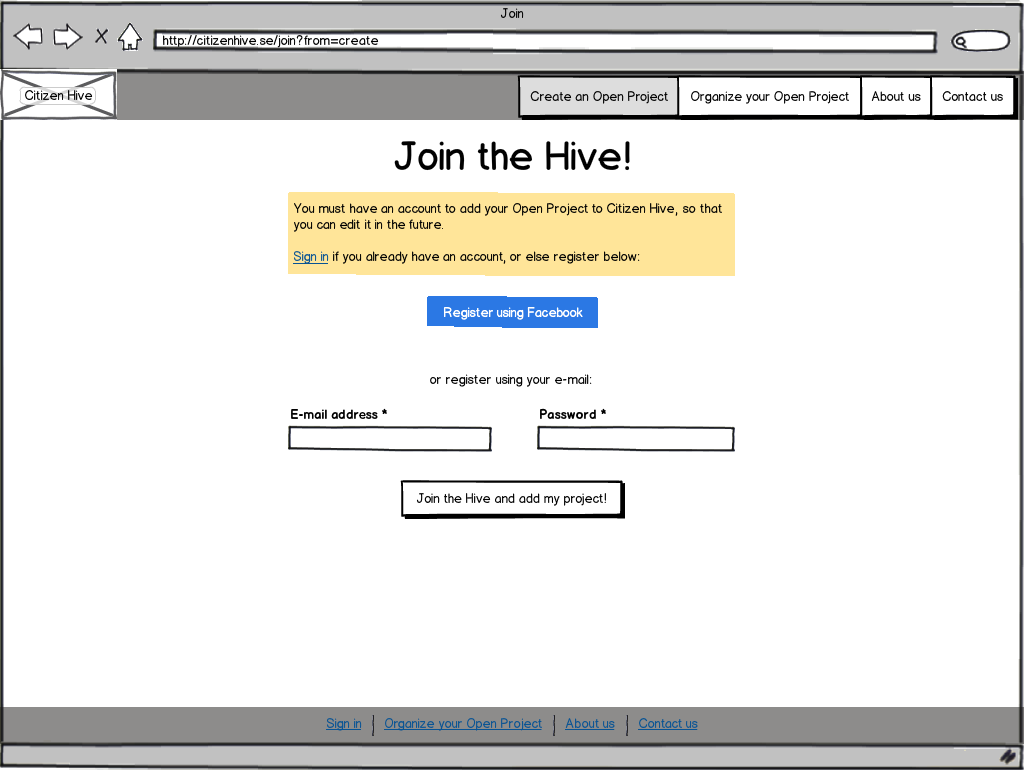 Join
http://citizenhive.se/join?from=create
Citizen Hive
Create an Open Project
Organize your Open Project
About us
Contact us
Join the Hive!
You must have an account to add your Open Project to Citizen Hive, so that
you can edit it in the future.
Sign in if you already have an account, or else register below:
Register using Facebook
or register using your e-mail:
E-mail address *
Password *
Join the Hive and add my project!
Sign in
Organize your Open Project
About us
Contact us